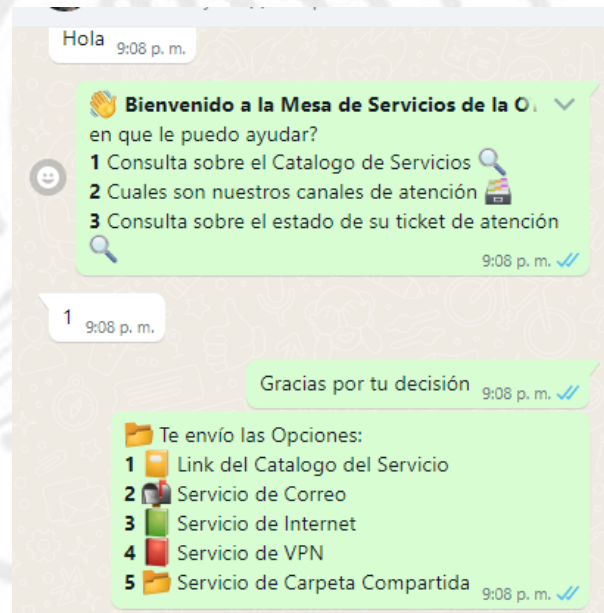 Hola 9:08 p. m.
👋 Bienvenido a la Mesa de Servicios de la
en que le puedo ayudar?
1 Consulta sobre el Catalogo de Servicios 🔍
2 Cuales son nuestros canales de atención 🗃️
3 Consulta sobre el estado de su ticket de atención
🔍
9:08 p. m.
1 9:08 p. m.
Gracias por tu decisión 9:08 p. m.
📂 Te envío las Opciones:
1 📒 Link del Catalogo del Servicio
2 📬 Servicio de Correo
3 📗 Servicio de Internet
4 📕 Servicio de VPN
5 📂 Servicio de Carpeta Compartida 9:08 p. m.